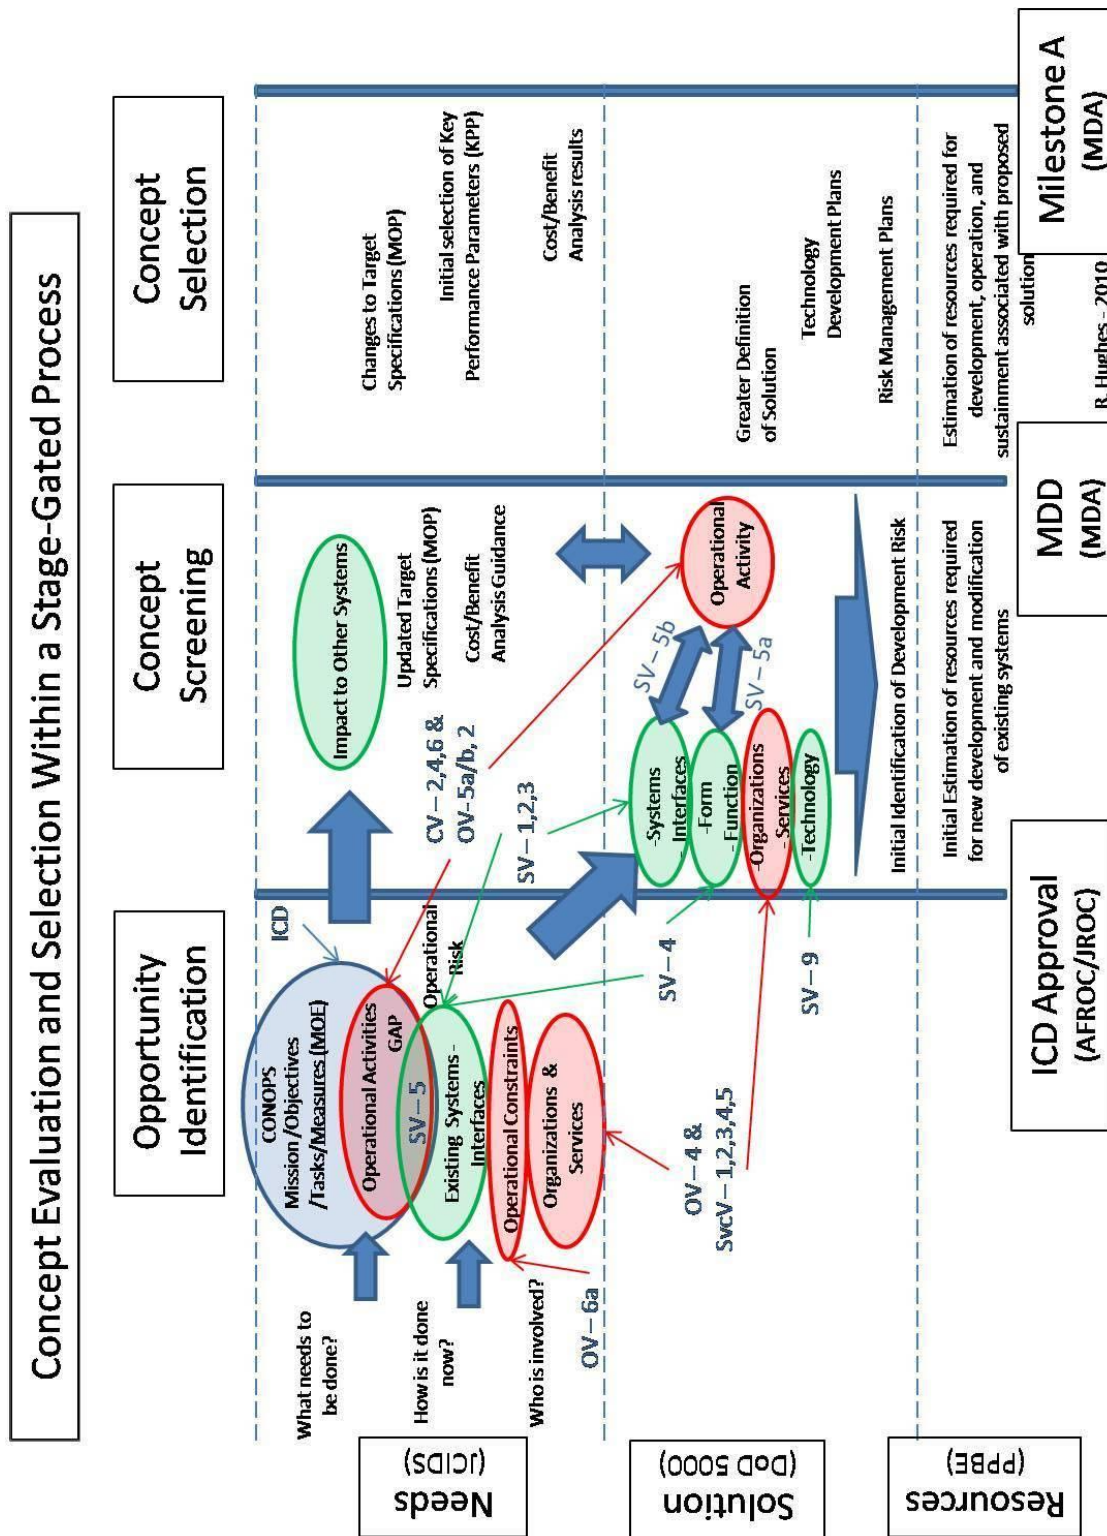 Concept Evaluation and Selection Within a Stage-Gated Process
Opportunity
Identification
Concept
Screening
Concept
Selection
Needs
(JCIDS)
What needs to
be done?
How is it done
now?
Who is involved?
OV – 6a
CONOPS
Mission /Objectives
/Tasks/Measures (MOE)
Operational Activities
GAP
SV – 5
Existing Systems -
Interfaces
Operational Constraints
Organizations &
Services
ICD
Operational
Risk
CV – 2,4,6 &
OV-5a/b, 2
SV – 1,2,3
Impact to Other Systems
Updated Target
Specifications (MOP)
Cost/Benefit
Analysis Guidance
Changes to Target
Specifications (MOP)
Initial selection of Key
Performance Parameters (KPP)
Cost/Benefit
Analysis results
Solution
(DoD 5000)
OV – 4 &
SvcV – 1,2,3,4,5
SV – 4
SV – 9
-Systems
- Interfaces
-Form
- Function
-Organizations
- Services
-Technology
SV – 5b
SV – 5a
Operational
Activity
Initial Identification of Development Risk
Greater Definition
of Solution
Technology
Development Plans
Risk Management Plans
Resources
(PPBE)
Initial Estimation of resources required
for new development and modification
of existing systems
Estimation of resources required for
development, operation, and
sustainment associated with proposed
solution
ICD Approval
(AFROC/JROC)
MDD
(MDA)
Milestone A
(MDA)
R. Hughes - 2010